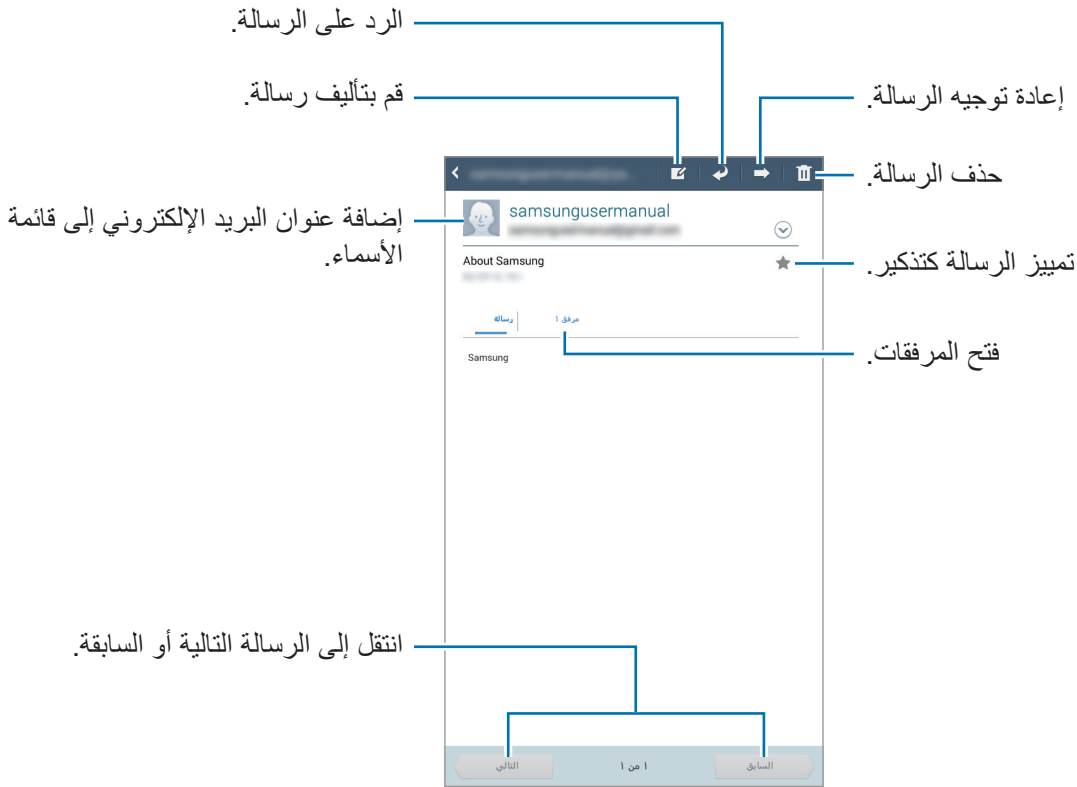 الرد على الرسالة.
قم بتأليف رسالة.
إعادة توجيه الرسالة.
حذف الرسالة.
إضافة عنوان البريد الإلكتروني إلى قائمة
الأسماء.
samsungusermanual
About Samsung
تمييز الرسالة كتذكير.
رسالة
مرفق ١
فتح المرفقات.
Samsung
انتقل إلى الرسالة التالية أو السابقة.
السابق
١ من ١
التالي